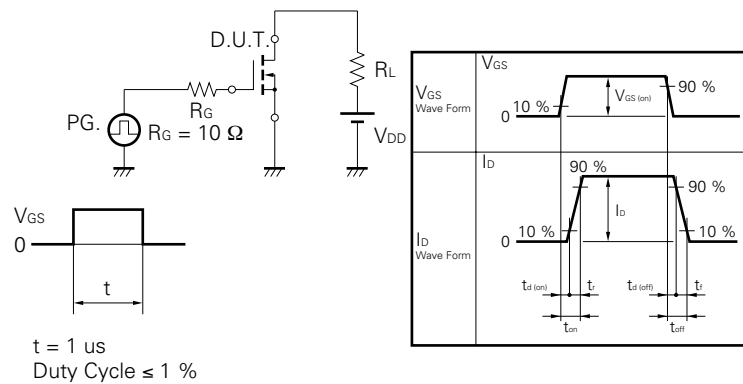 D.U.T.
RL
RG
PG.
RG = 10 Ω
VDD
VGS
0
t
t = 1 us
Duty Cycle ≤ 1 %
VGS
Wave Form
VGS
10 %
VGS (on)
90 %
0
ID
Wave Form
ID
90 %
90 %
10 %
ID
10 %
0
td (on)
tr
td (off)
tf
ton
toff